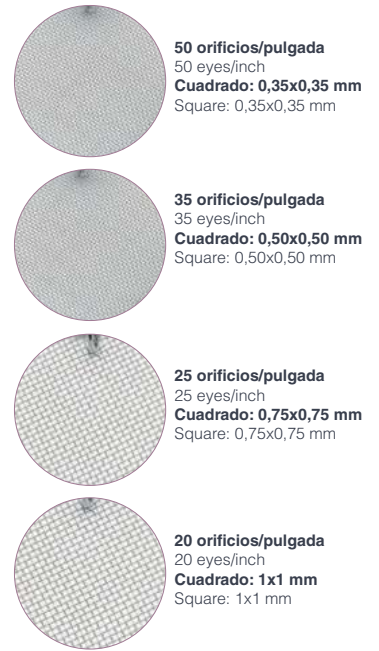 50 orificios/pulgada
50 eyes/inch
Cuadrado: 0,35x0,35 mm
Square: 0,35x0,35 mm
35 orificios/pulgada
35 eyes/inch
Cuadrado: 0,50x0,50 mm
Square: 0,50x0,50 mm
25 orificios/pulgada
25 eyes/inch
Cuadrado: 0,75x0,75 mm
Square: 0,75x0,75 mm
20 orificios/pulgada
20 eyes/inch
Cuadrado: 1x1 mm
Square: 1x1 mm